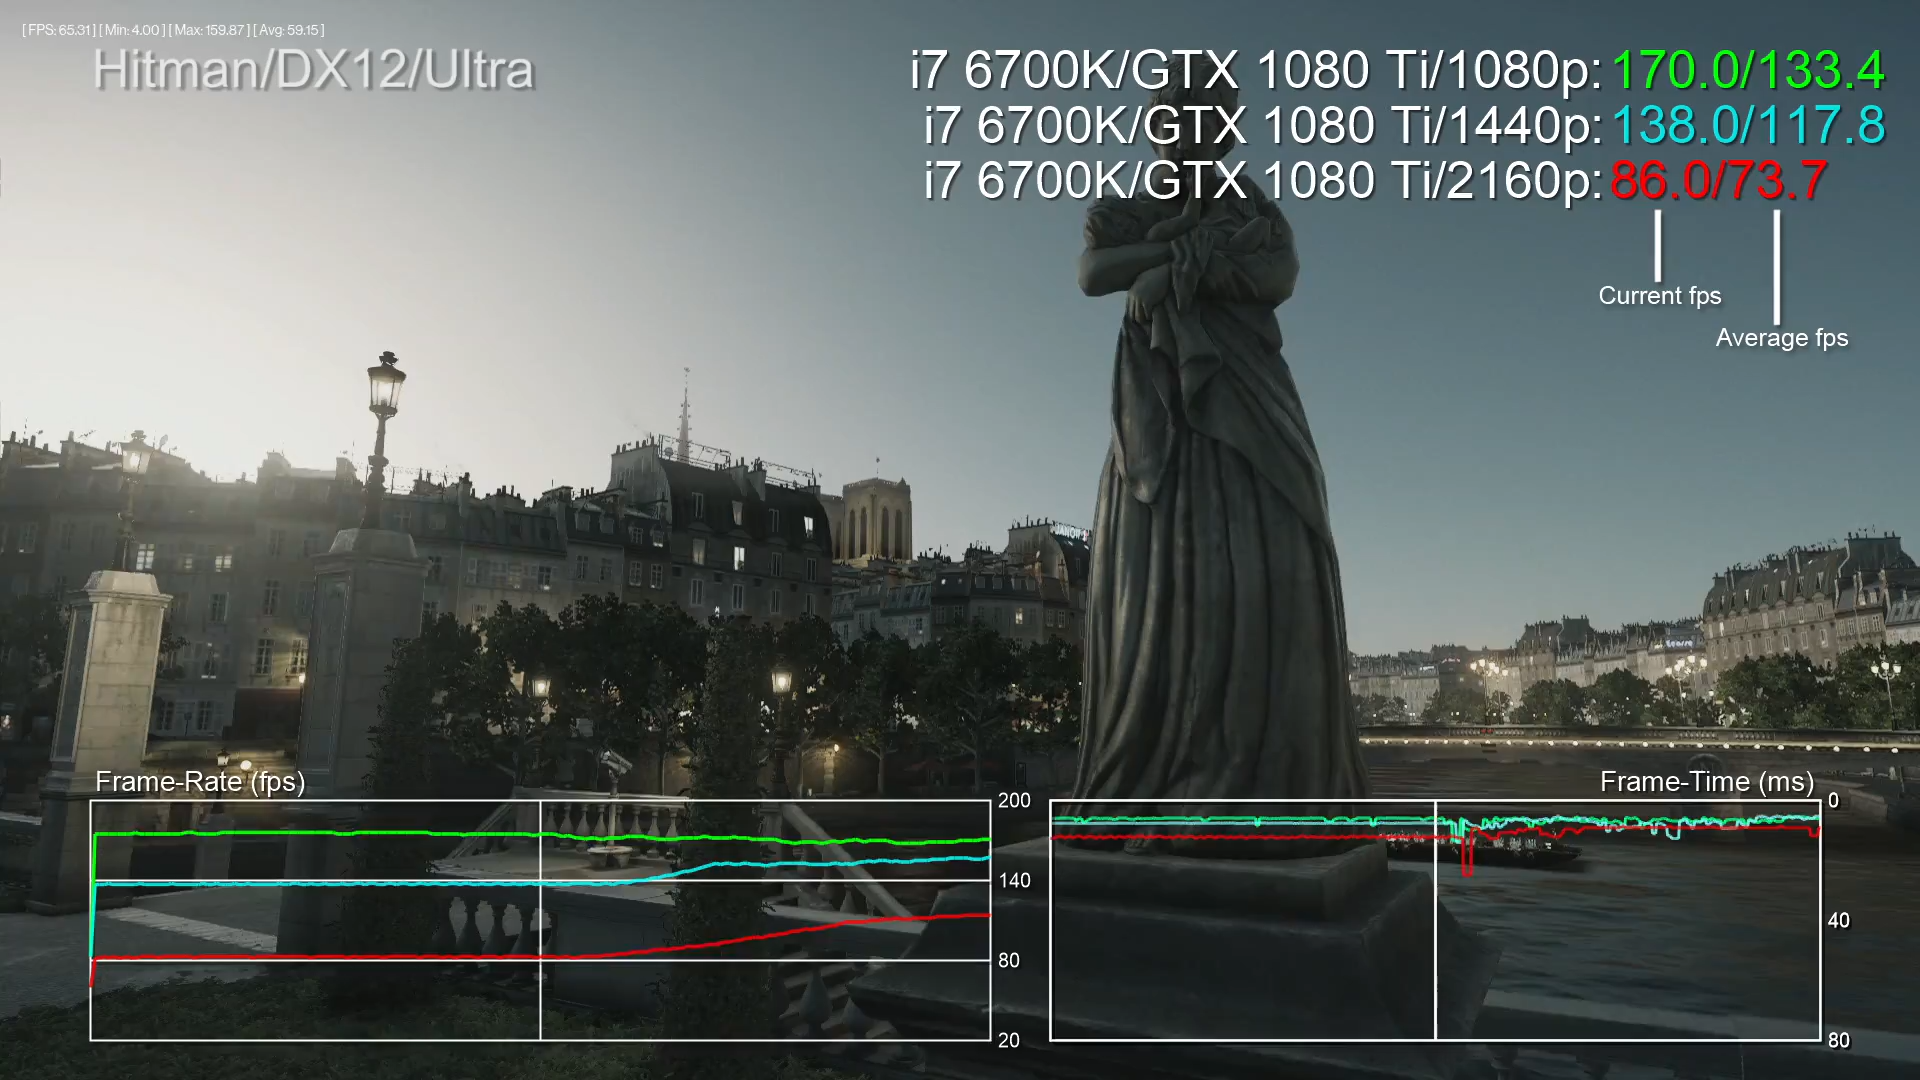 [ FPS: 65.31 ] [ Min: 4.00 ] [ Max: 159.87 ] [ Avg: 59.15 ]
Hitman/DX12/Ultra
i7 6700K/GTX 1080 Ti/1080p: 170.0/133.4
i7 6700K/GTX 1080 Ti/1440p: 138.0/117.8
i7 6700K/GTX 1080 Ti/2160p: 86.0/73.7
Current fps
Average fps
Frame-Rate (fps)
200
140
80
20
Frame-Time (ms)
0
40
80